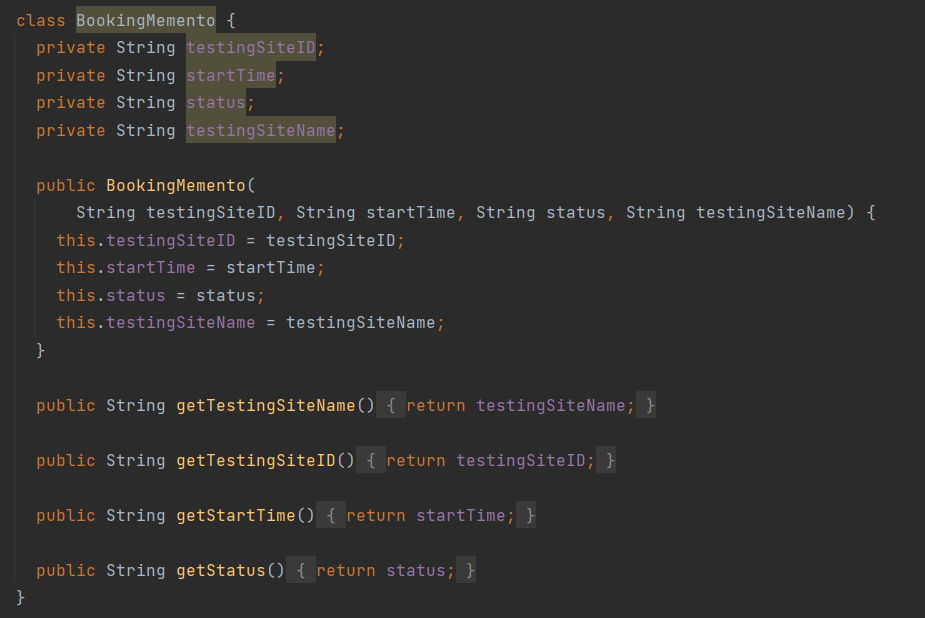 class BookingMemento {
  private String testingSiteID;
  private String startTime;
  private String status;
  private String testingSiteName;

  public BookingMemento(
      String testingSiteID, String startTime, String status, String testingSiteName) {
    this.testingSiteID = testingSiteID;
    this.startTime = startTime;
    this.status = status;
    this.testingSiteName = testingSiteName;
  }

  public String getTestingSiteName() { return testingSiteName; }

  public String getTestingSiteID() { return testingSiteID; }

  public String getStartTime() { return startTime; }

  public String getStatus() { return status; }
}